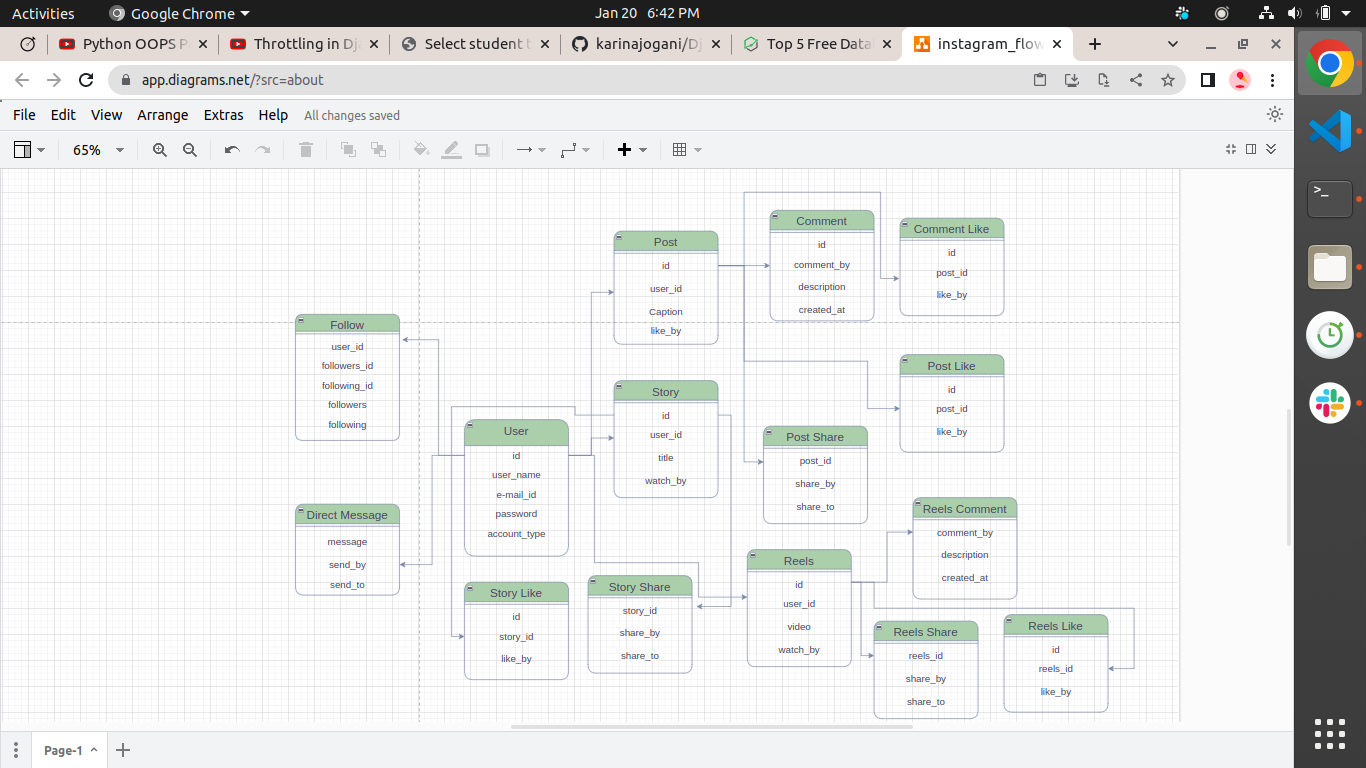 Activities
Google Chrome
Jan 20 6:42 PM
Python OOPS P
Throttling in Dj
Select student t
karinajogani/Dj
Top 5 Free Data
instagram_flow
app.diagrams.net/?src=about
File Edit View Arrange Extras Help All changes saved
65%
Comment
id
comment_by
description
created_at
Comment Like
id
post_id
like_by
Post
id
user_id
Caption
like_by
Follow
user_id
followers_id
following_id
followers
following
Post Like
id
post_id
like_by
Story
id
user_id
title
watch_by
User
id
user_name
e-mail_id
password
account_type
Post Share
post_id
share_by
share_to
Direct Message
message
send_by
send_to
Reels Comment
comment_by
description
created_at
Reels
id
user_id
video
watch_by
Story Like
id
story_id
like_by
Story Share
story_id
share_by
share_to
Reels Share
reels_id
share_by
share_to
Reels Like
id
reels_id
like_by
Page-1